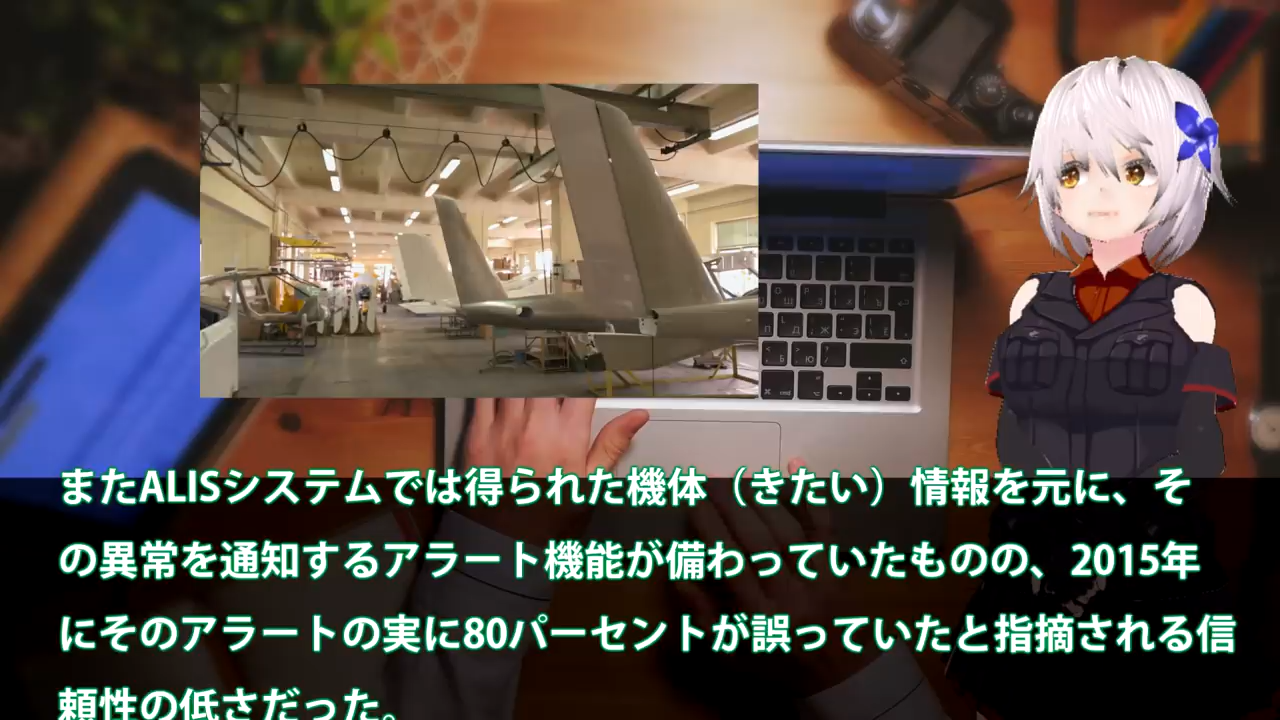 またALISシステムでは得られた機体（きたい）情報を元に、そ
の異常を通知するアラート機能が備わっていたものの、2015年
にそのアラートの実に80パーセントが誤っていたと指摘される信
頼性の低さだった。